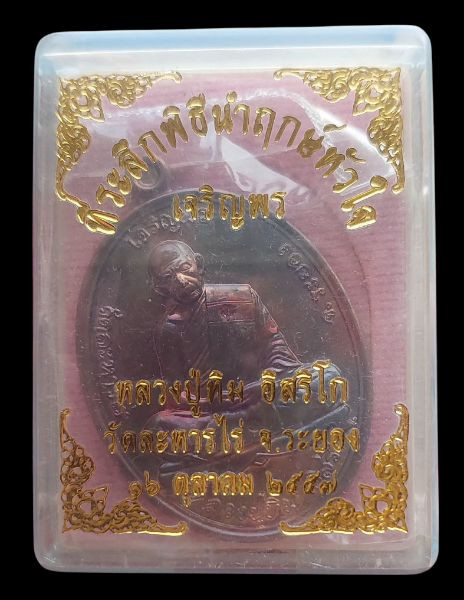 ที่ระลึกพิธีนำฤกษ์หัวใจ
เจริญพร
หลวงปู่ทิม อิสริโก
วัดละหารไร่ จ.ระยอง
๑๖ ตุลาคม ๒๕๕๗